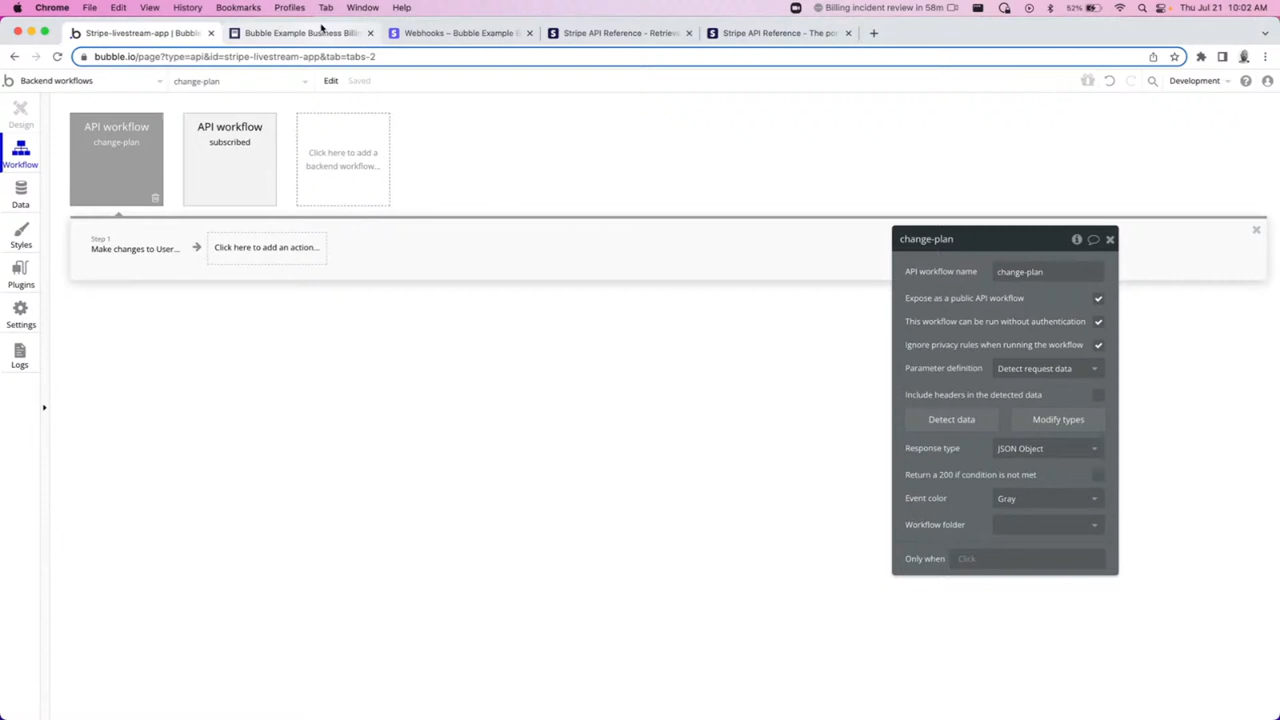 Chrome File Edit View History Bookmarks Profiles Tab Window Help
Billing incident review in 58m
52%
Thu Jul 21 10:02 AM
Stripe-livestream-app | Bubble
Bubble Example Business Billin
Webhooks – Bubble Example B
Stripe API Reference - Retrieve
Stripe API Reference - The por
bubble.io/page?type=api&id=stripe-livestream-app&tab=tabs-2
Backend workflows
change-plan
Edit
Saved
Development
Design
Workflow
Data
Styles
Plugins
Settings
Logs
API workflow
change-plan
API workflow
subscribed
Click here to add a
backend workflow...
Step 1
Make changes to User...
Click here to add an action...
change-plan
API workflow name change-plan
Expose as a public API workflow
This workflow can be run without authentication
Ignore privacy rules when running the workflow
Parameter definition Detect request data
Include headers in the detected data
Detect data Modify types
Response type JSON Object
Return a 200 if condition is not met
Event color Gray
Workflow folder
Only when Click